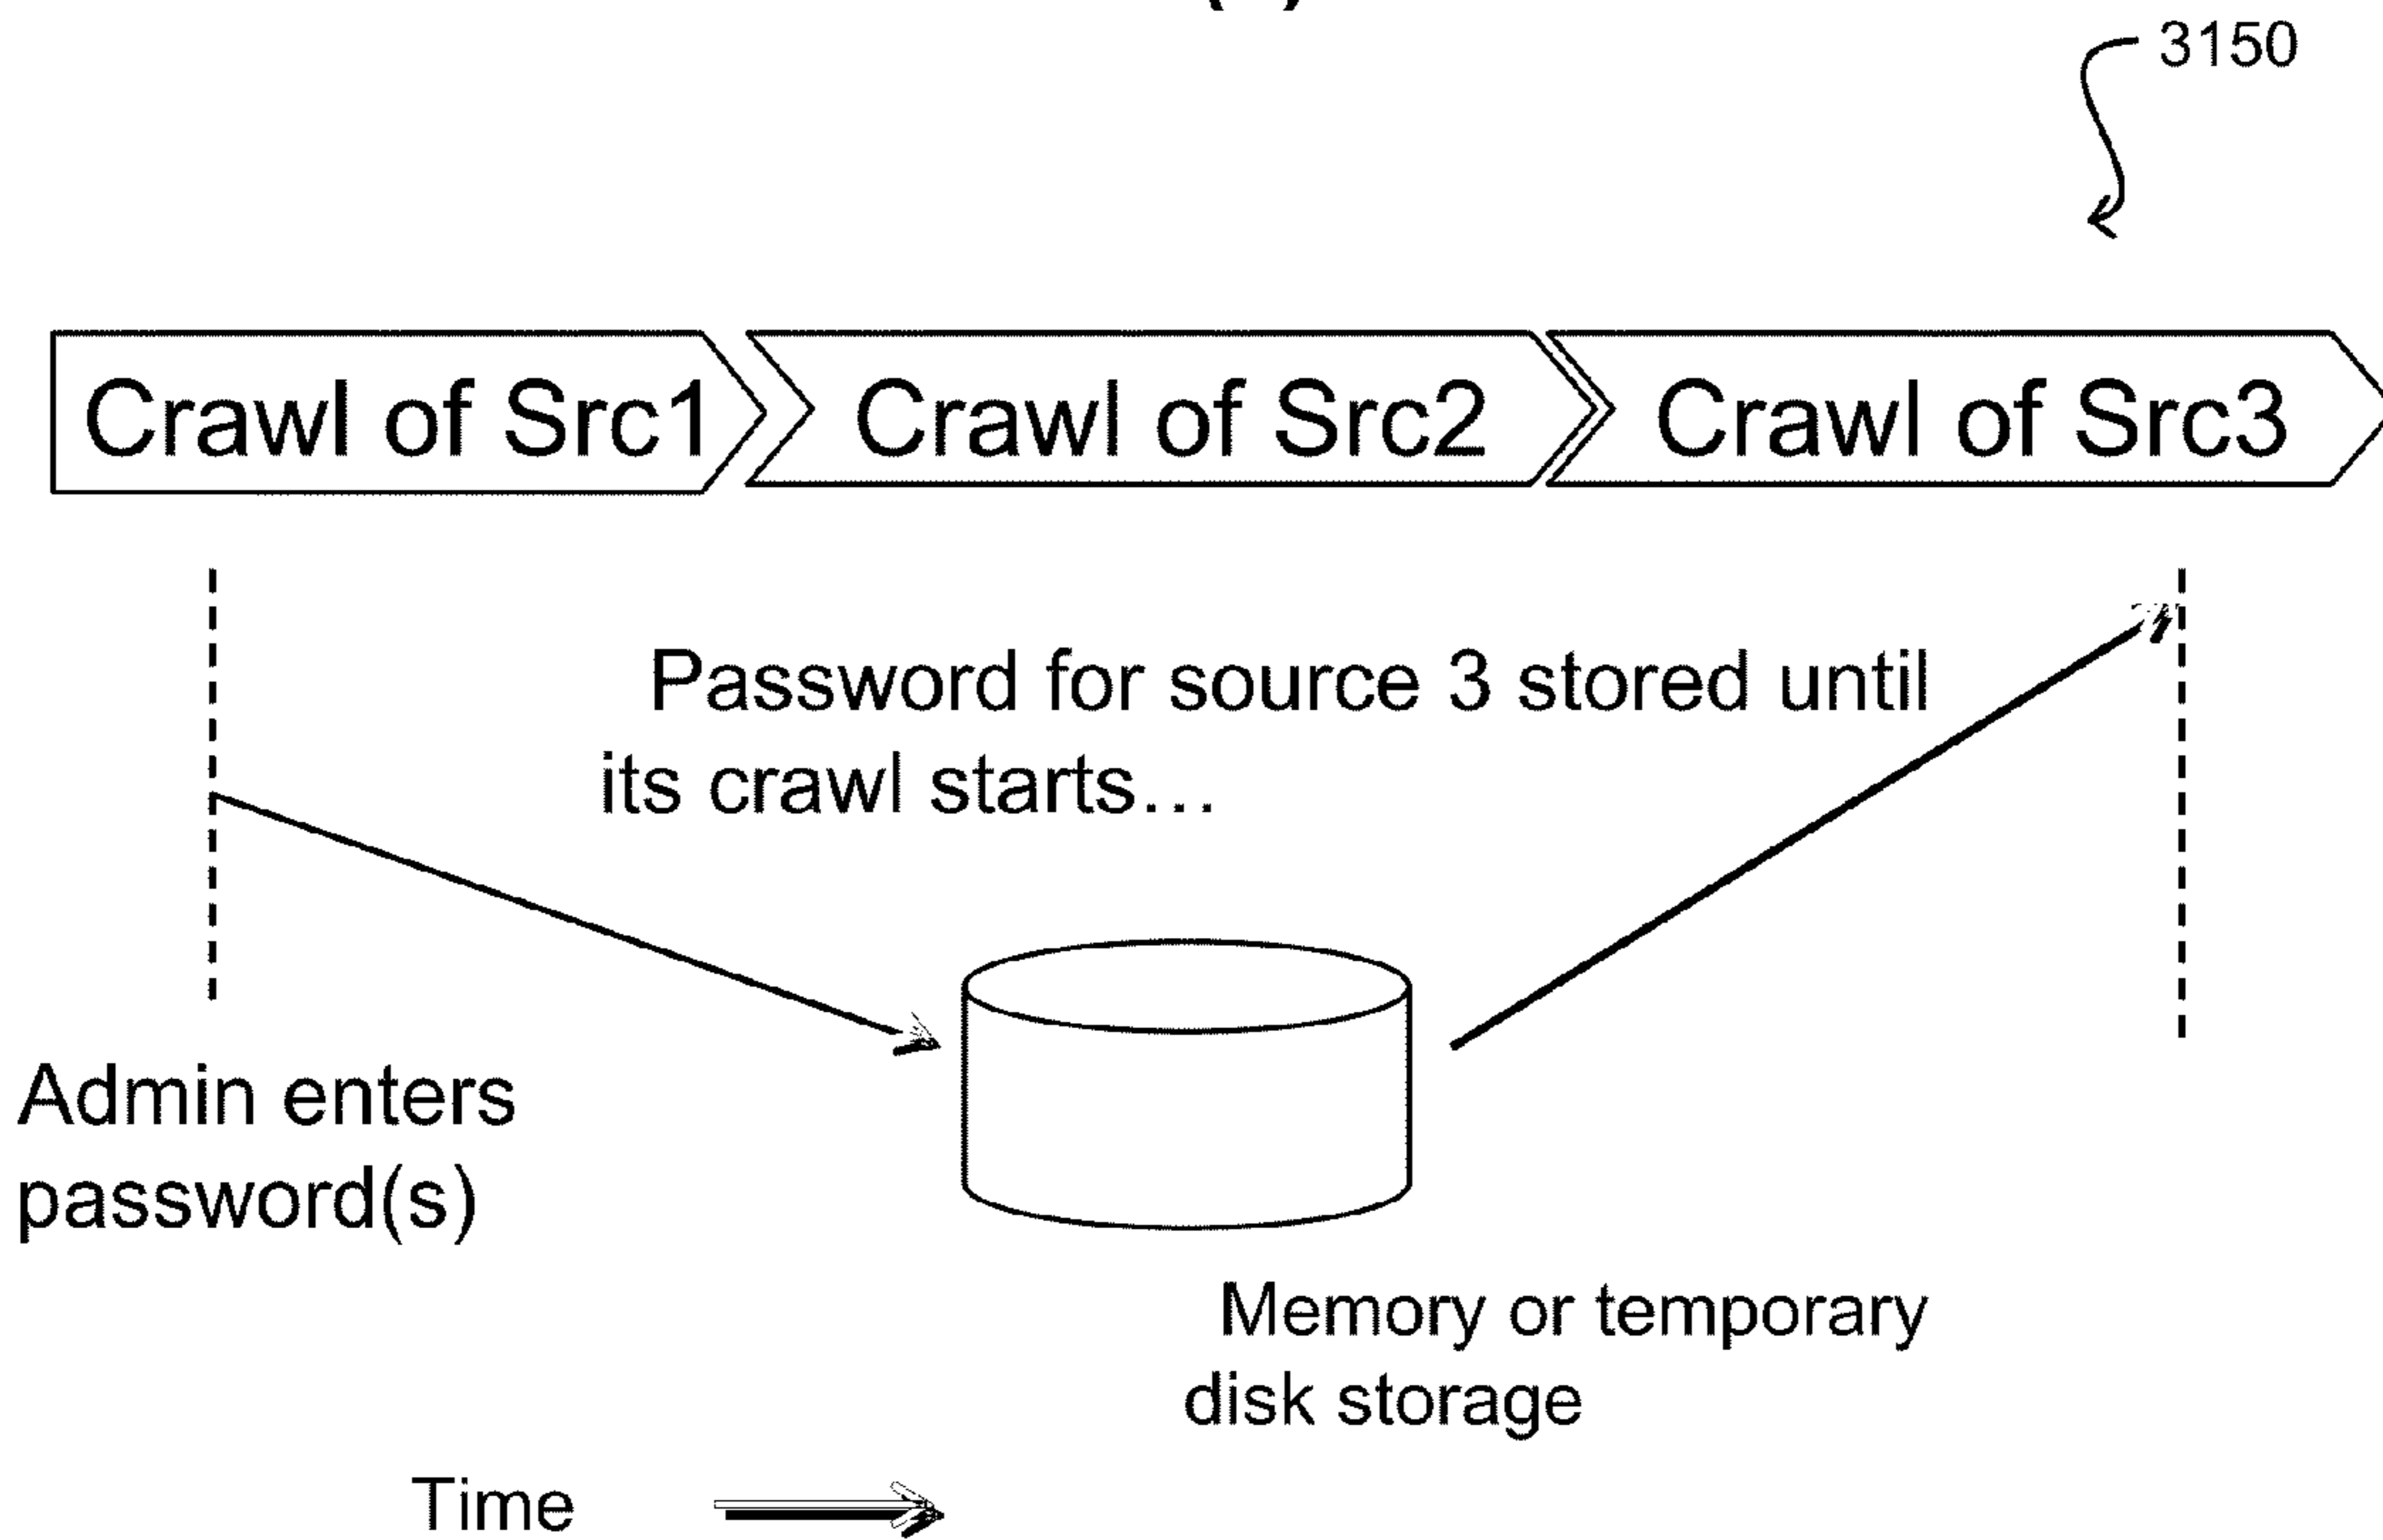 3150
Crawl of Src1
Crawl of Src2
Crawl of Src3
Password for source 3 stored until
its crawl starts...
Admin enters
password(s)
Memory or temporary
disk storage
Time